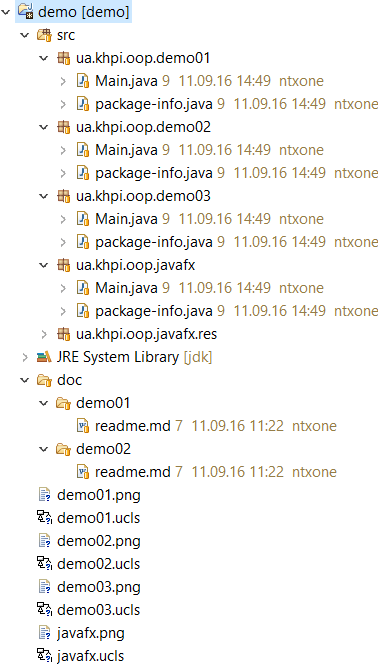 demo [demo]
src
ua.khpi.oop.demo01
Main.java 9 11.09.16 14:49 ntxone
package-info.java 9 11.09.16 14:49 ntxone
ua.khpi.oop.demo02
Main.java 9 11.09.16 14:49 ntxone
package-info.java 9 11.09.16 14:49 ntxone
ua.khpi.oop.demo03
Main.java 9 11.09.16 14:49 ntxone
package-info.java 9 11.09.16 14:49 ntxone
ua.khpi.oop.javafx
Main.java 9 11.09.16 14:49 ntxone
package-info.java 9 11.09.16 14:49 ntxone
ua.khpi.oop.javafx.res
JRE System Library [jdk]
doc
demo01
readme.md 7 11.09.16 11:22 ntxone
demo02
readme.md 7 11.09.16 11:22 ntxone
demo01.png
demo01.ucls
demo02.png
demo02.ucls
demo03.png
demo03.ucls
javafx.png
javafx.ucls